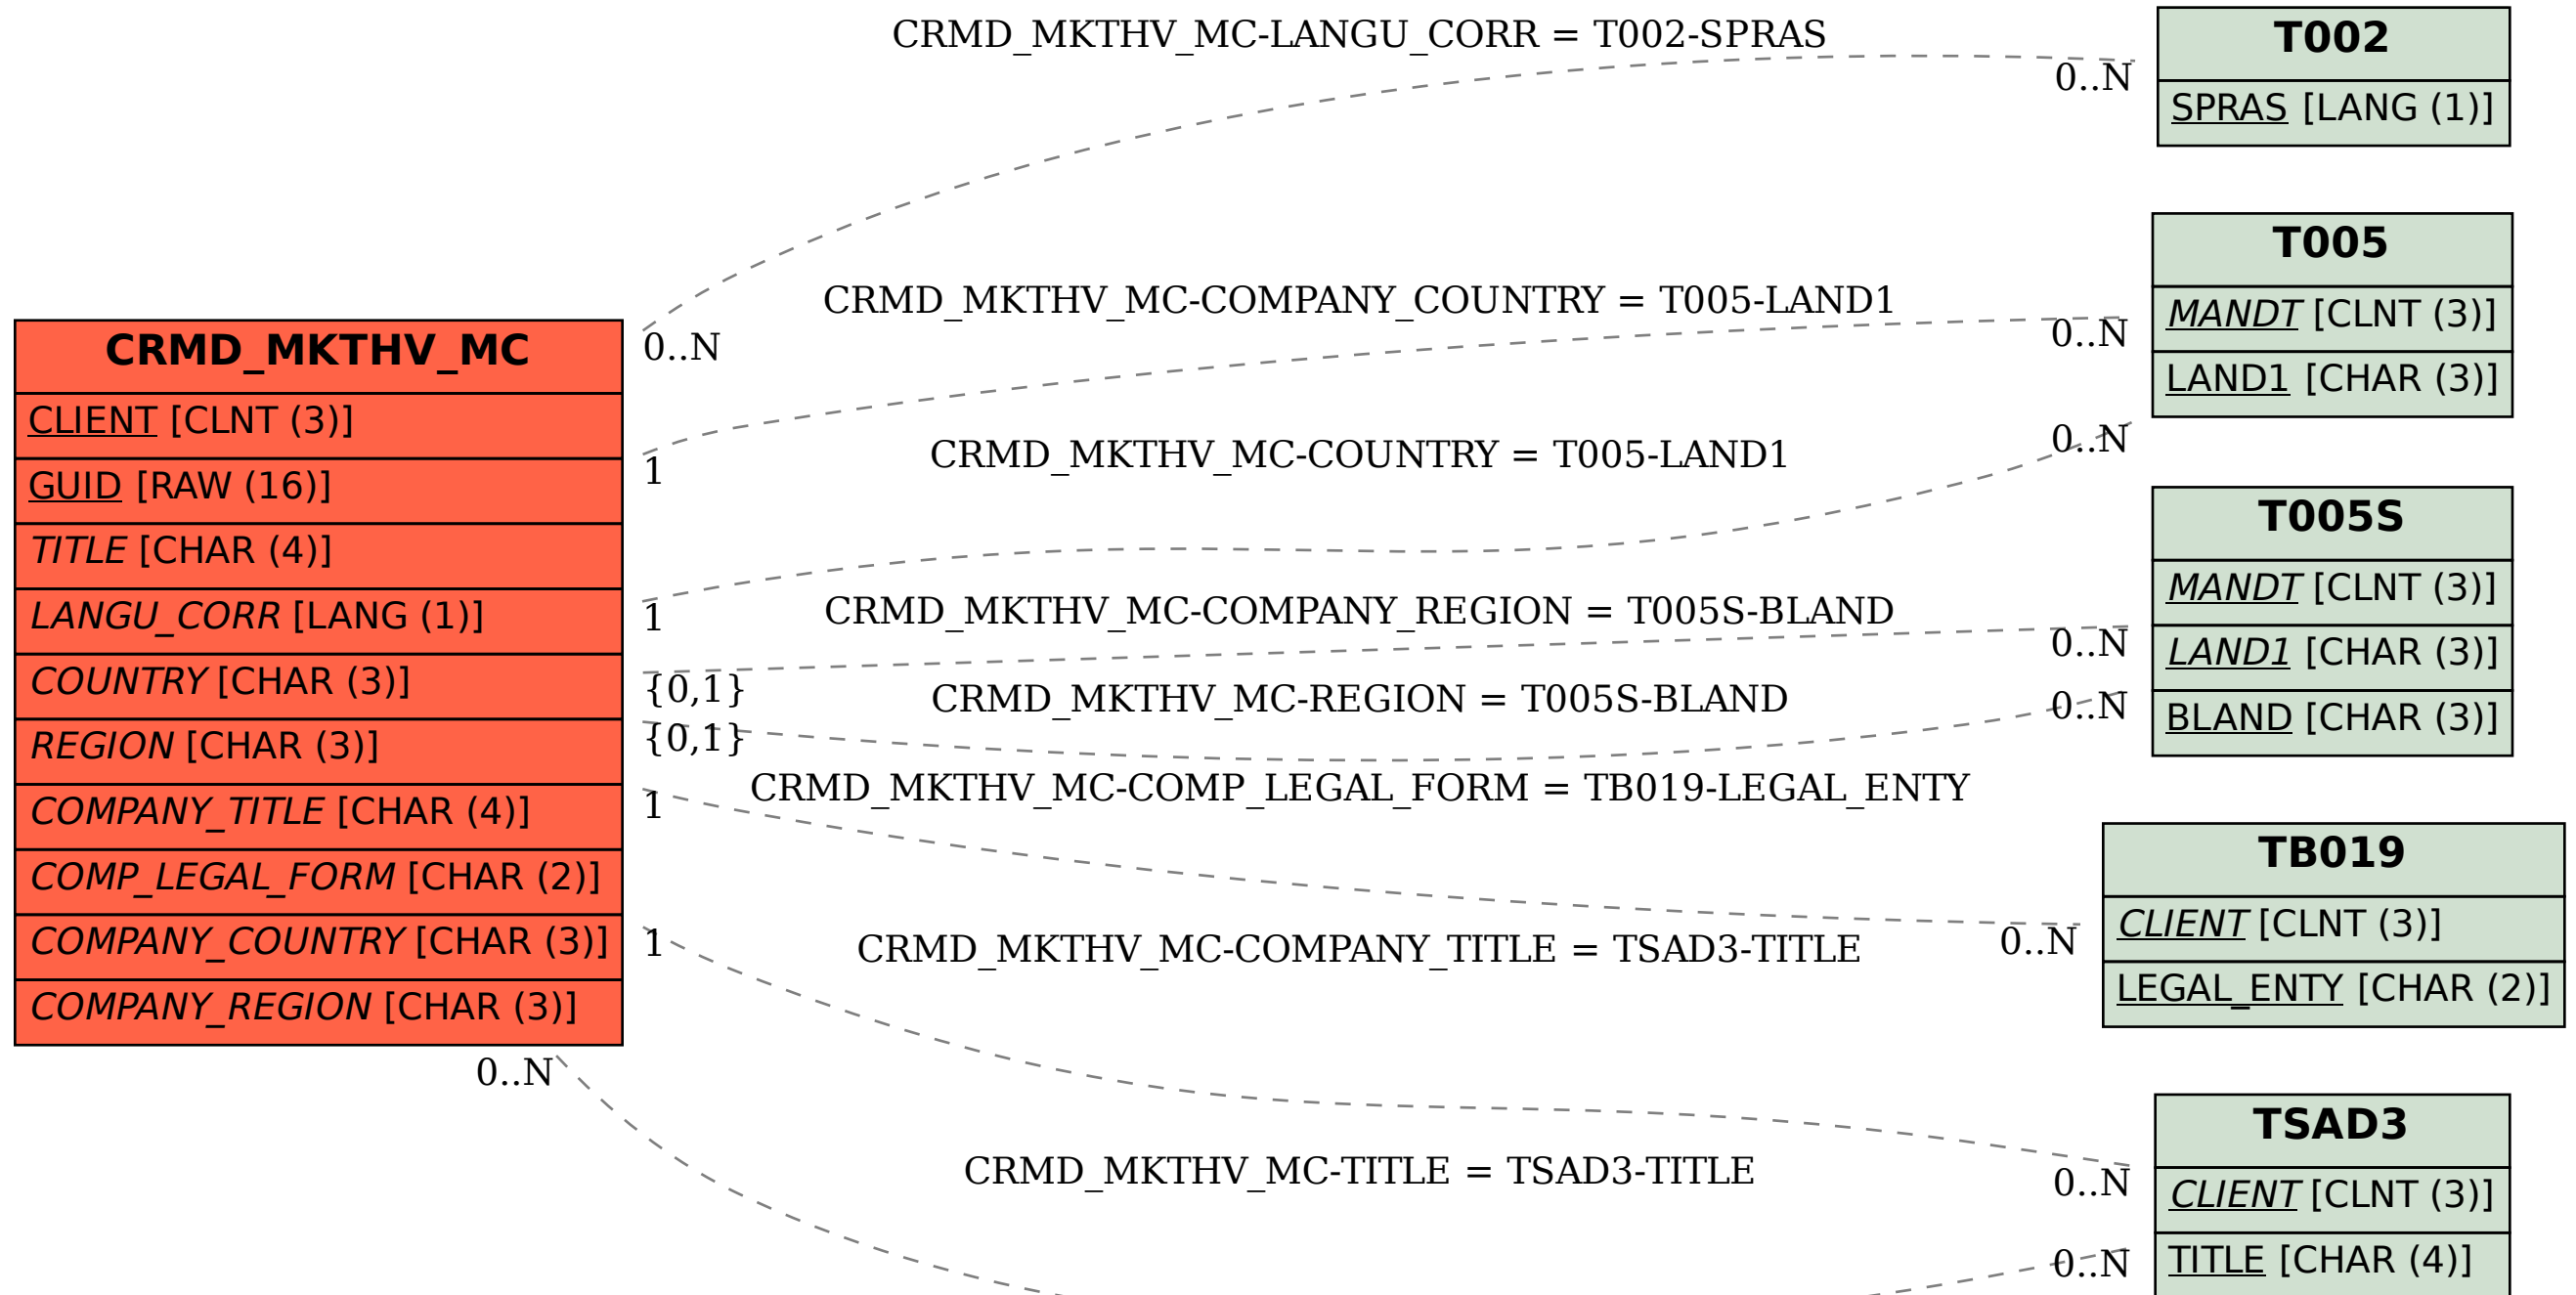 CRMD_MKTHV_MC
CLIENT [CLNT (3)]
GUID [RAW (16)]
TITLE [CHAR (4)]
LANGU_CORR [LANG (1)]
COUNTRY [CHAR (3)]
REGION [CHAR (3)]
COMPANY_TITLE [CHAR (4)]
COMP_LEGAL_FORM [CHAR (2)]
COMPANY_COUNTRY [CHAR (3)]
COMPANY_REGION [CHAR (3)]
CRMD_MKTHV_MC-LANGU_CORR = T002-SPRAS
0..N
0..N
CRMD_MKTHV_MC-COMPANY_COUNTRY = T005-LAND1
1
0..N
CRMD_MKTHV_MC-COUNTRY = T005-LAND1
1
0..N
CRMD_MKTHV_MC-COMPANY_REGION = T005S-BLAND
{0,1}
0..N
CRMD_MKTHV_MC-REGION = T005S-BLAND
{0,1}
0..N
CRMD_MKTHV_MC-COMP_LEGAL_FORM = TB019-LEGAL_ENTY
1
0..N
CRMD_MKTHV_MC-COMPANY_TITLE = TSAD3-TITLE
1
0..N
CRMD_MKTHV_MC-TITLE = TSAD3-TITLE
0..N
0..N
T002
SPRAS [LANG (1)]
T005
MANDT [CLNT (3)]
LAND1 [CHAR (3)]
T005S
MANDT [CLNT (3)]
LAND1 [CHAR (3)]
BLAND [CHAR (3)]
TB019
CLIENT [CLNT (3)]
LEGAL_ENTY [CHAR (2)]
TSAD3
CLIENT [CLNT (3)]
TITLE [CHAR (4)]